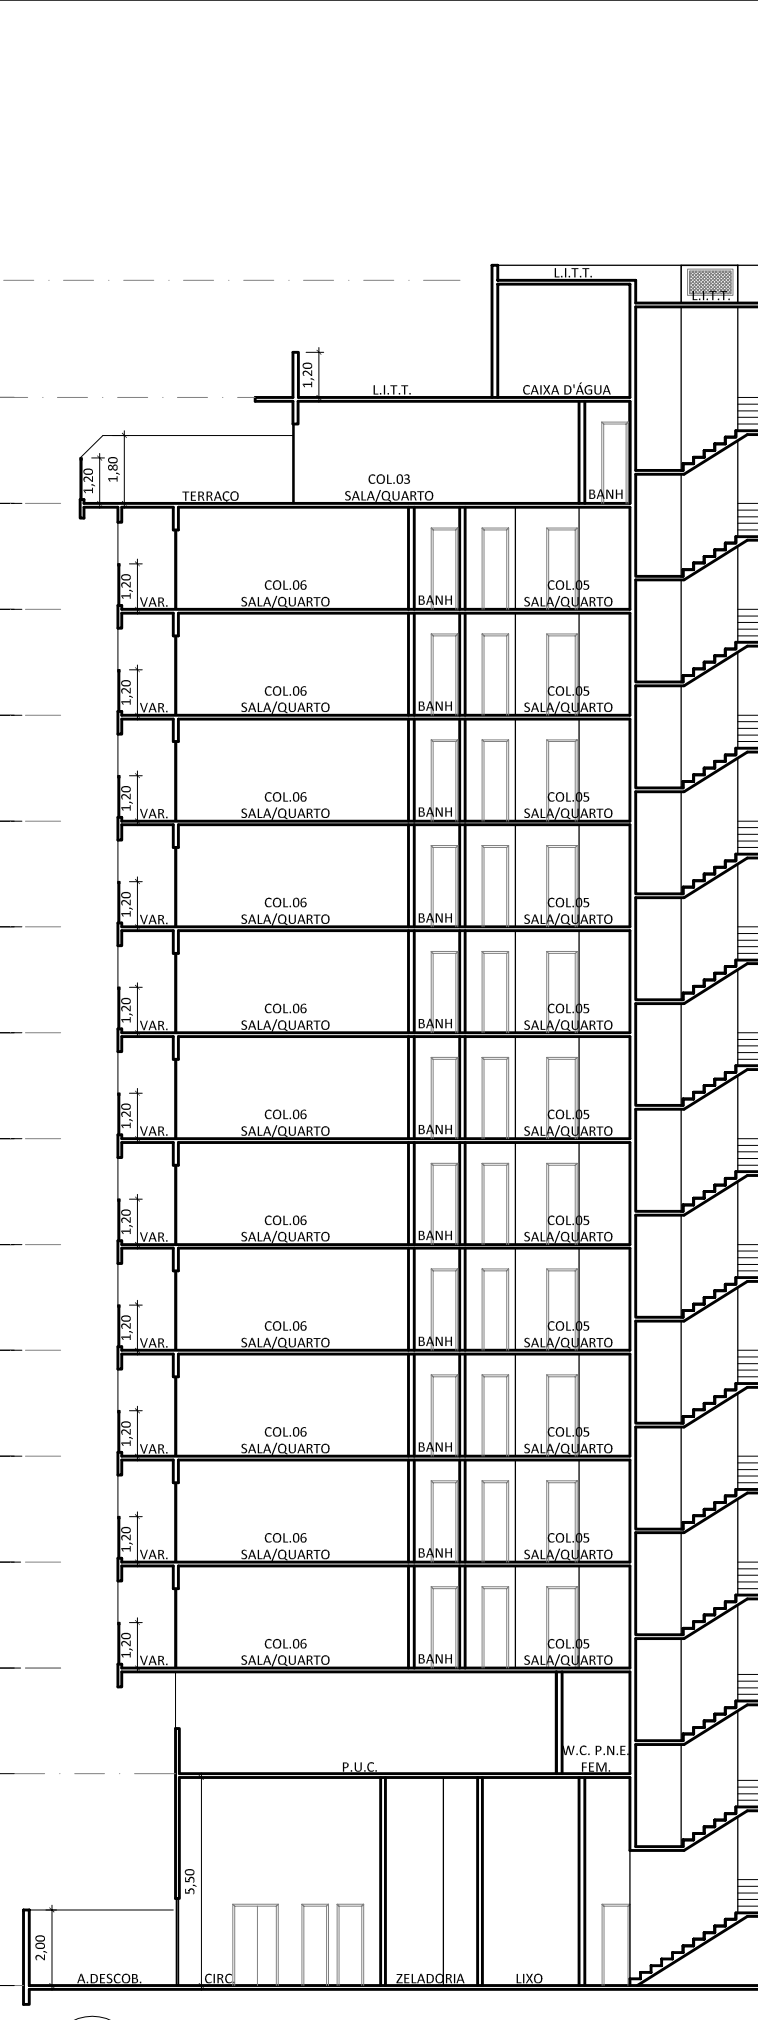 L.I.T.T.
L.I.T.T.
1,20
L.I.T.T.
CAIXA D'ÁGUA
1,20
1,80
TERRAÇO
COL.03
SALA/QUARTO
BANH
1,20
VAR.
COL.06
SALA/QUARTO
BANH
COL.05
SALA/QUARTO
1,20
VAR.
COL.06
SALA/QUARTO
BANH
COL.05
SALA/QUARTO
1,20
VAR.
COL.06
SALA/QUARTO
BANH
COL.05
SALA/QUARTO
1,20
VAR.
COL.06
SALA/QUARTO
BANH
COL.05
SALA/QUARTO
1,20
VAR.
COL.06
SALA/QUARTO
BANH
COL.05
SALA/QUARTO
1,20
VAR.
COL.06
SALA/QUARTO
BANH
COL.05
SALA/QUARTO
1,20
VAR.
COL.06
SALA/QUARTO
BANH
COL.05
SALA/QUARTO
1,20
VAR.
COL.06
SALA/QUARTO
BANH
COL.05
SALA/QUARTO
1,20
VAR.
COL.06
SALA/QUARTO
BANH
COL.05
SALA/QUARTO
1,20
VAR.
COL.06
SALA/QUARTO
BANH
COL.05
SALA/QUARTO
1,20
VAR.
COL.06
SALA/QUARTO
BANH
COL.05
SALA/QUARTO
P.U.C.
W.C. P.N.E.
FEM.
5,50
2,00
A.DESCOB.
CIRC.
ZELADORIA
LIXO